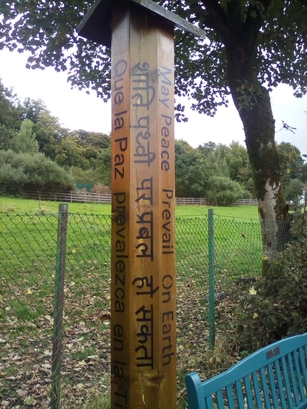 Que la Paz prevalezca en la
शांति पृथ्वी पर प्रबल हो सकता
May Peace Prevail On Earth